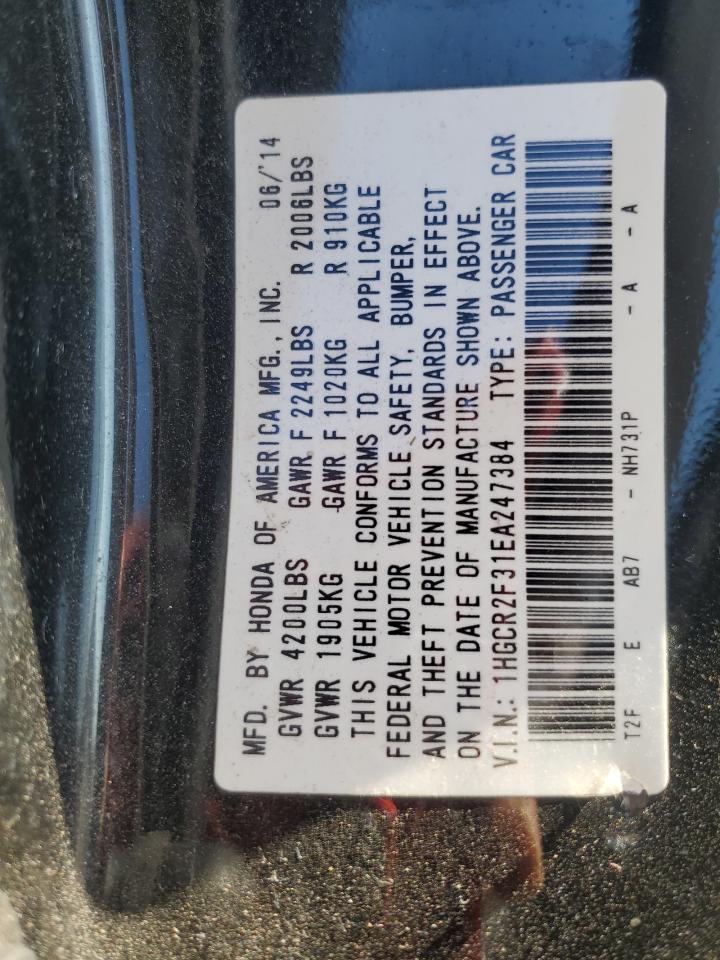 MFD. BY HONDA OF AMERICA MFG., INC. 06/'14
GVWR 4200LBS GAWR F 2249LBS R 2006LBS
GVWR 1905KG GAWR F 1020KG R 910KG
THIS VEHICLE CONFORMS TO ALL APPLICABLE
FEDERAL MOTOR VEHICLE SAFETY, BUMPER,
AND THEFT PREVENTION STANDARDS IN EFFECT
ON THE DATE OF MANUFACTURE SHOWN ABOVE.
V.I.N.: 1HGCR2F31EA247384 TYPE: PASSENGER CAR
T2F E AB7 - NH731P - A - A